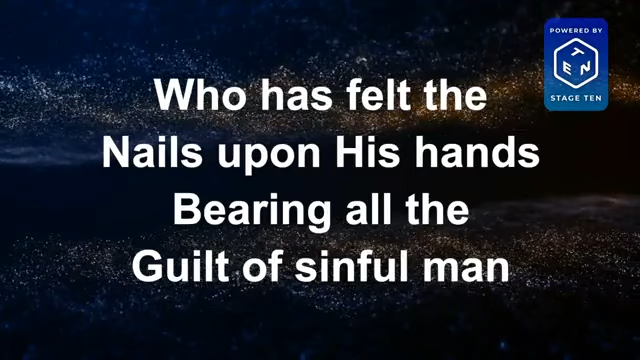 POWERED BY
TEN
STAGE TEN
Who has felt the
Nails upon His hands
Bearing all the
Guilt of sinful man